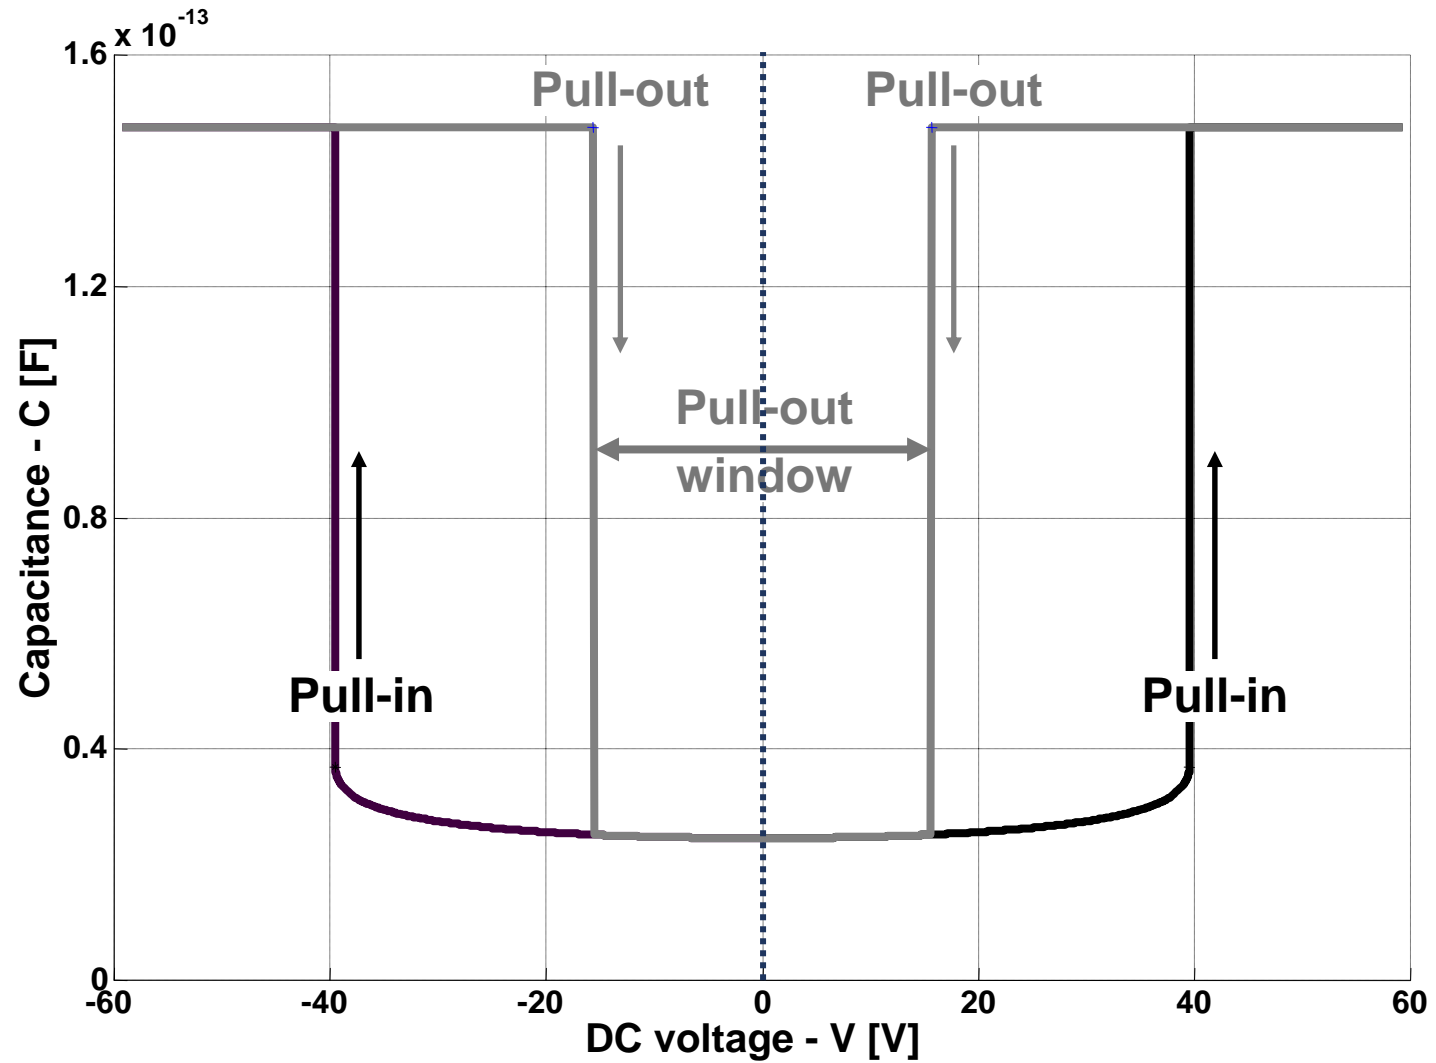 x 10-13
1.6
Pull-out Pull-out
1.2
Capacitance - C [F]
Pull-out
window
0.8
Pull-in Pull-in
0.4
0
-60 -40 -20 0 20 40 60
DC voltage - V [V]